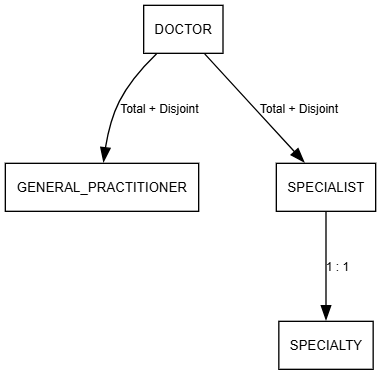 DOCTOR
Total + Disjoint
Total + Disjoint
GENERAL_PRACTITIONER
SPECIALIST
1 : 1
SPECIALTY